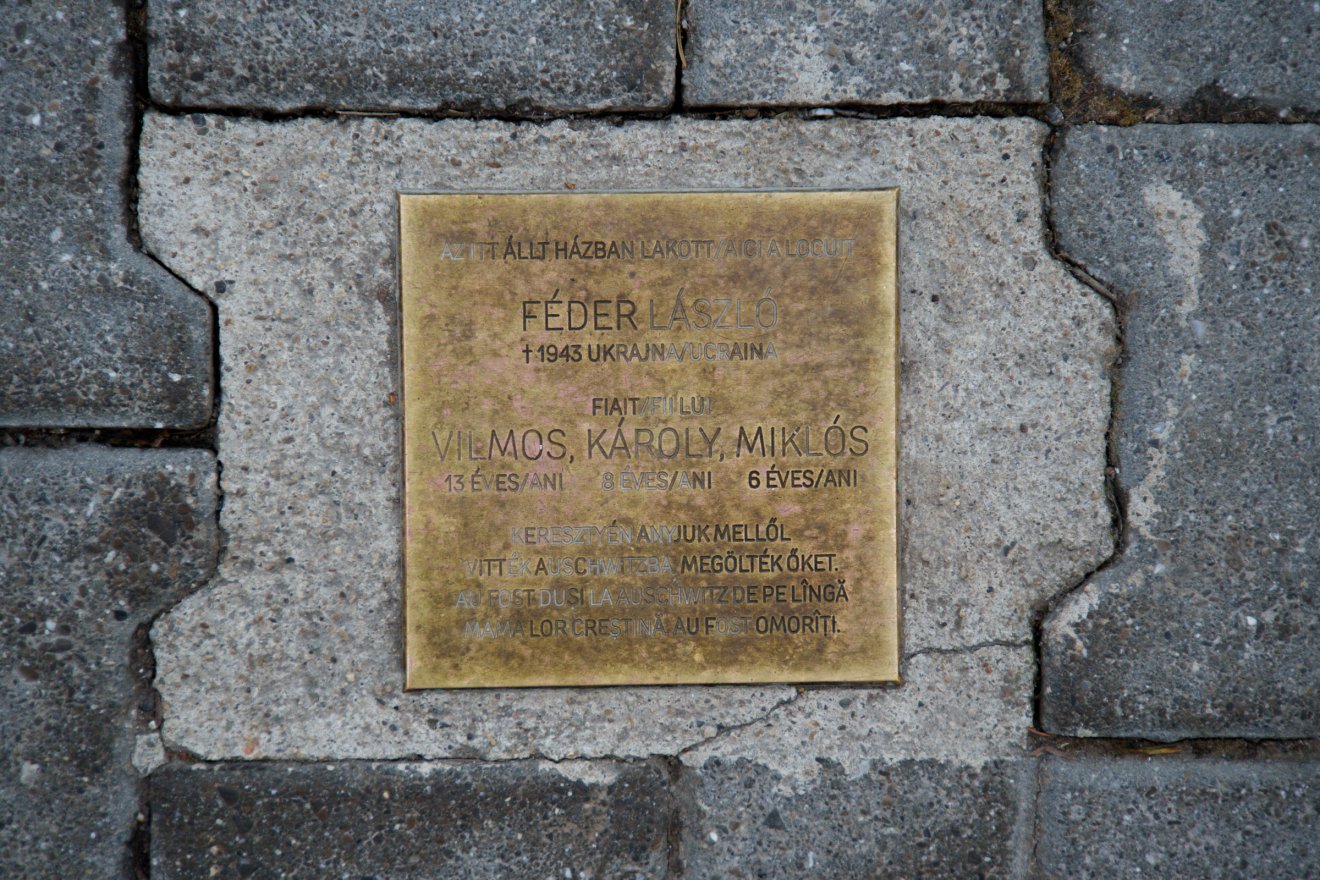 AZ ITT ÁLLT HÁZBAN LAKOTT/AICI A LOCUIT
FÉDER LÁSZLÓ
† 1943 UKRAJNA/UCRAINA
FIAIT/FII LUI
VILMOS, KÁROLY, MIKLÓS
13 ÉVES/ANI 8 ÉVES/ANI 6 ÉVES/ANI
KERESZTYÉN ANYJUK MELLŐL
VITTÉK AUSCHWITZBA, MEGÖLTÉK ŐKET.
AU FOST DUSI LA AUSCHWITZ DE PE LÎNGĂ
MAMA LOR CREȘTINĂ. AU FOST OMORÎȚI.